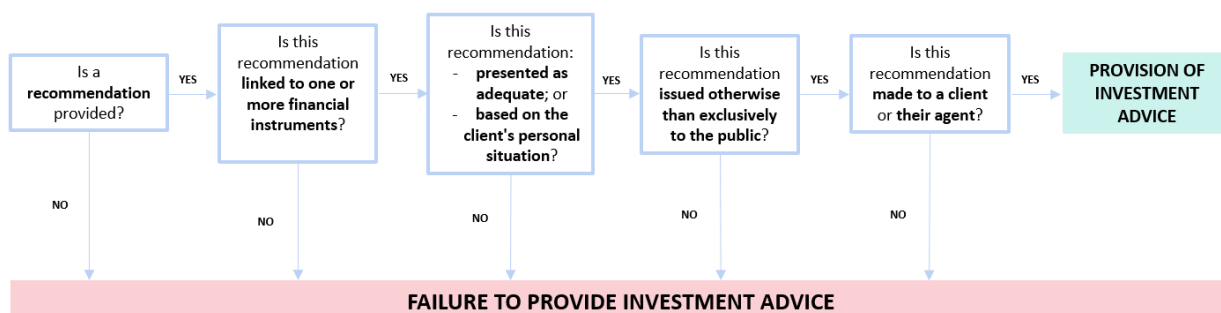 Is a
recommendation
provided?
YES
NO
Is this
recommendation
linked to one or
more financial
instruments?
YES
NO
Is this
recommendation:
- presented as
adequate; or
- based on the
client's personal
situation?
YES
NO
Is this
recommendation
issued otherwise
than exclusively
to the public?
YES
NO
Is this
recommendation
made to a client
or their agent?
YES
NO
PROVISION OF
INVESTMENT
ADVICE
FAILURE TO PROVIDE INVESTMENT ADVICE